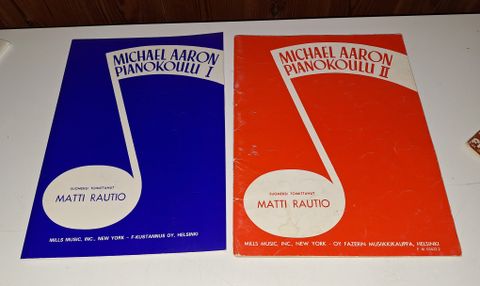 MICHAEL AARON
PIANOKOULU I
SUOMEKSI TOIMITTANUT
MATTI RAUTIO
MILLS MUSIC, INC., NEW YORK - F-KUSTANNUS OY, HELSINKI
MICHAEL AARON
PIANOKOULU II
SUOMEKSI TOIMITTANUT
MATTI RAUTIO
MILLS MUSIC, INC., NEW YORK - OY FAZERIN MUSIIKKIKAUPPA, HELSINKI